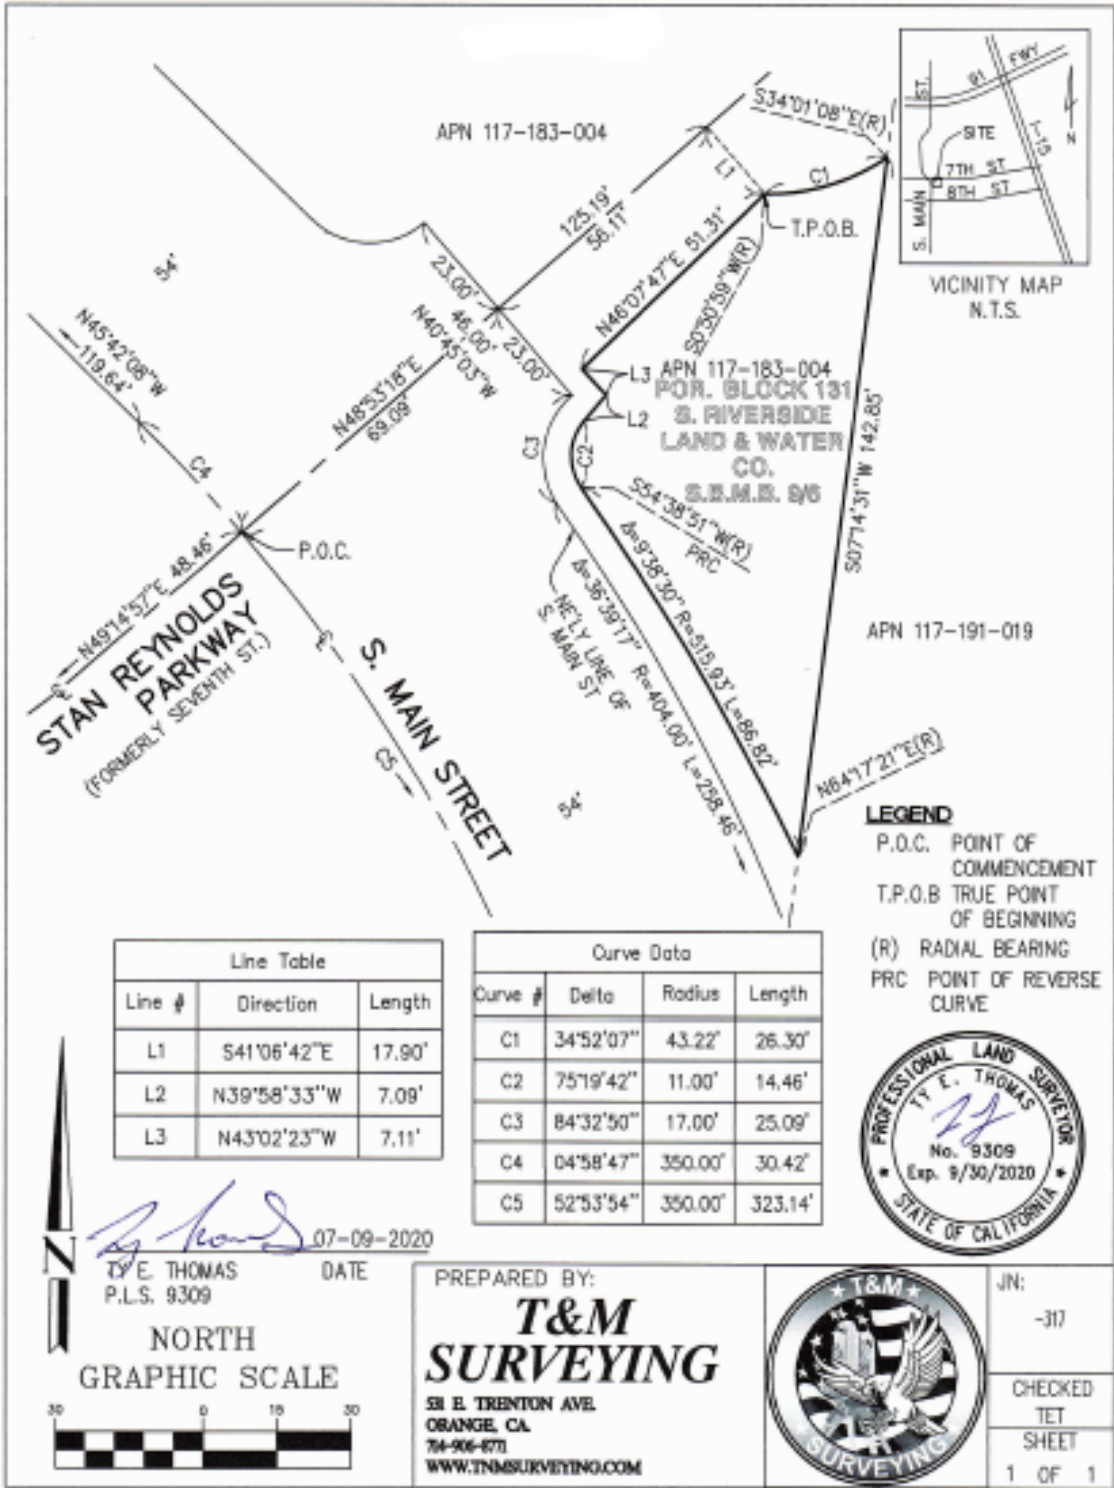 APN 117-183-004
S34°01'08"E(R)
L1
C1
T.P.O.B.
125.19'
56.11'
N46°07'47"E 51.31'
S0°50'59"W(R)
23.00'
46.00'
N40°45'03"W
23.00'
54'
N45°42'08"W
119.64'
C4
N48°53'18"E
69.09'
L3
APN 117-183-004
L2
POR. BLOCK 131
S. RIVERSIDE
LAND & WATER
CO.
S.B.M.B. 9/6
C3
C2
S54°38'51"W(R)
PRC
S07°14'31"W 142.85'
P.O.C.
N49°14'57"E 48.46'
STAN REYNOLDS
PARKWAY
(FORMERLY SEVENTH ST.)
S. MAIN STREET
C5
54'
NE'LY LINE OF
S. MAIN ST
Δ=9°38'30" R=515.93' L=86.82'
Δ=36°39'17" R=404.00' L=258.46'
APN 117-191-019
N64°17'21"E(R)
91 FWY
ST.
SITE
I-15
N
7TH ST
8TH ST
S. MAIN
VICINITY MAP
N.T.S.
LEGEND
P.O.C. POINT OF
COMMENCEMENT
T.P.O.B TRUE POINT
OF BEGINNING
(R) RADIAL BEARING
PRC POINT OF REVERSE
CURVE
Line Table
Line # Direction Length
L1 S41°06'42"E 17.90'
L2 N39°58'33"W 7.09'
L3 N43°02'23"W 7.11'
Curve Data
Curve # Delta Radius Length
C1 34°52'07" 43.22' 26.30'
C2 75°19'42" 11.00' 14.46'
C3 84°32'50" 17.00' 25.09'
C4 04°58'47" 350.00' 30.42'
C5 52°53'54" 350.00' 323.14'
PROFESSIONAL LAND SURVEYOR
TY E. THOMAS
No. 9309
Exp. 9/30/2020
STATE OF CALIFORNIA
N
07-09-2020
TY E. THOMAS DATE
P.L.S. 9309
NORTH
GRAPHIC SCALE
30 0 15 30
PREPARED BY:
T&M
SURVEYING
531 E. TRENTON AVE.
ORANGE, CA.
714-906-8771
WWW.TNMSURVEYING.COM
T&M
SURVEYING
JN:
-317
CHECKED
TET
SHEET
1 OF 1